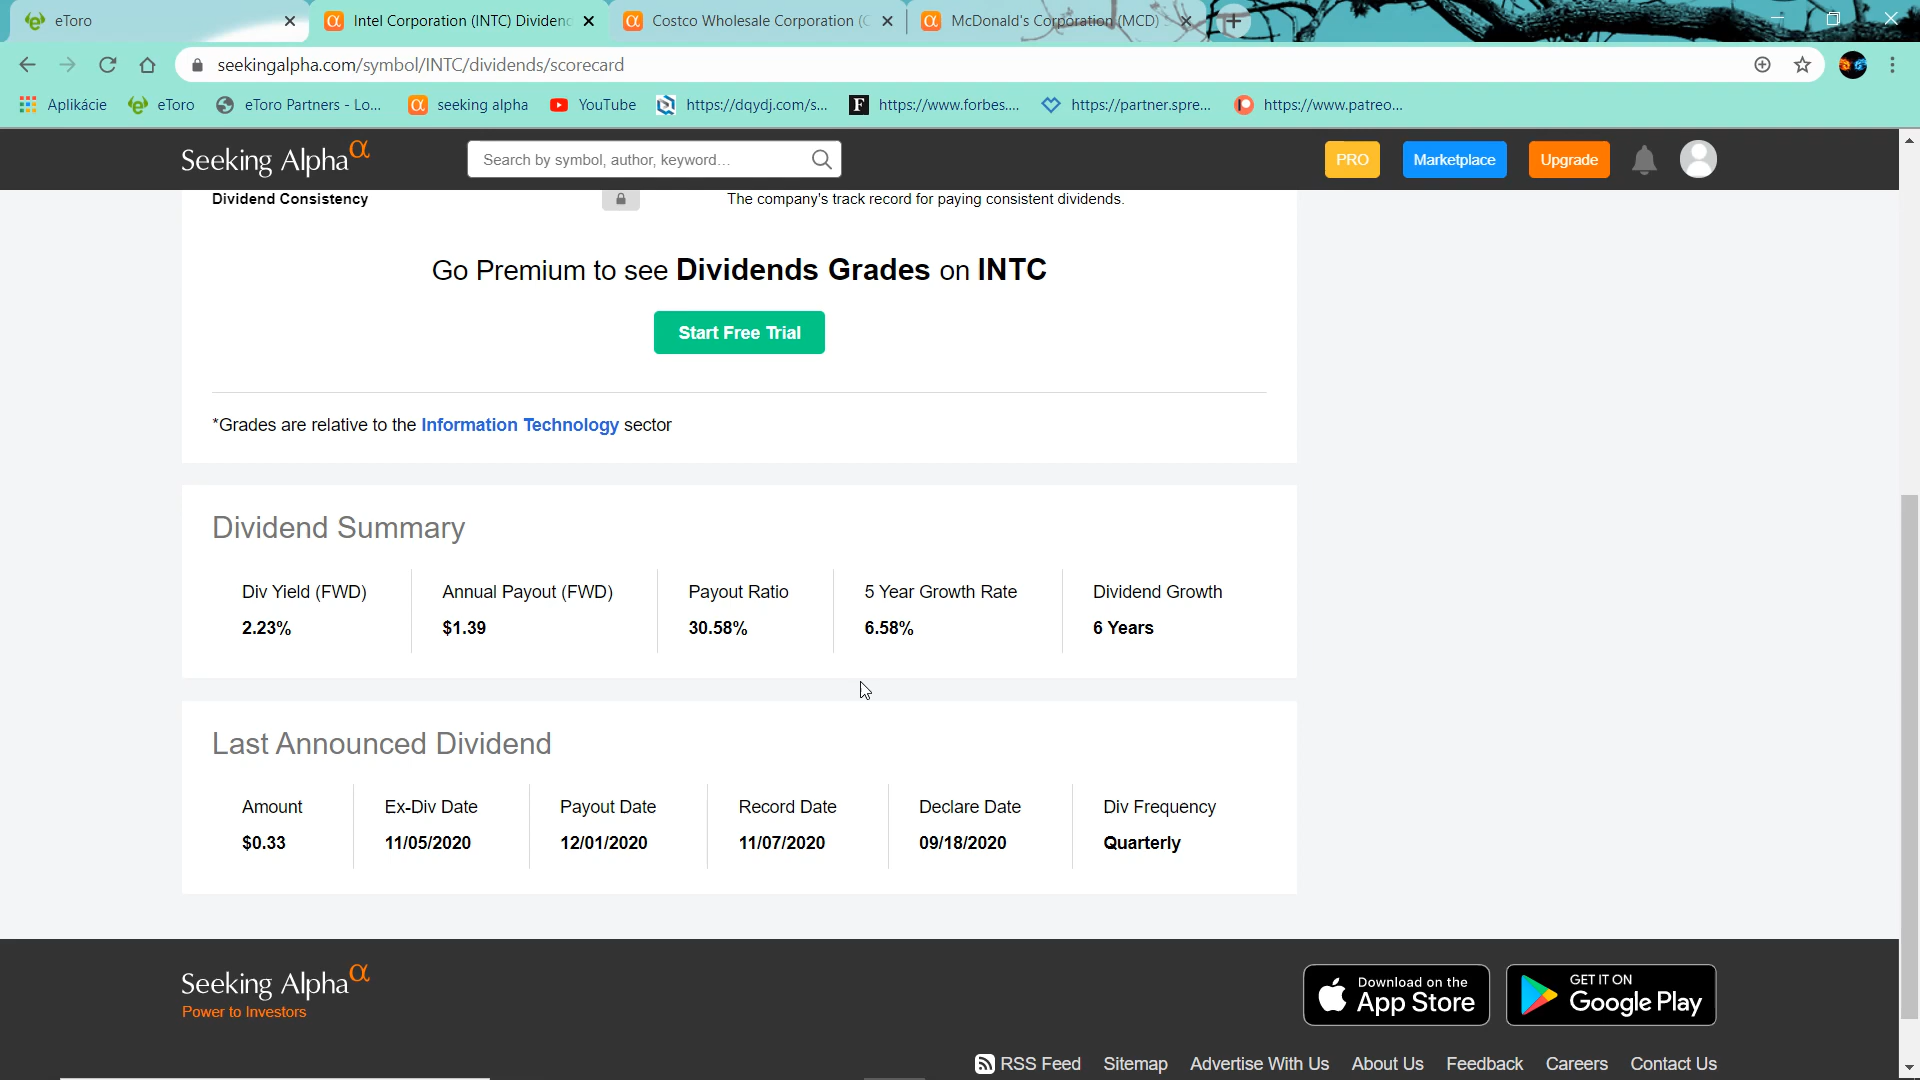 eToro
Intel Corporation (INTC) Dividend
Costco Wholesale Corporation (C
McDonald's Corporation (MCD)
seekingalpha.com/symbol/INTC/dividends/scorecard
Aplikácie
eToro
eToro Partners - Lo...
seeking alpha
YouTube
https://dqydj.com/s...
https://www.forbes....
https://partner.spre...
https://www.patreo...
Seeking Alpha α
Search by symbol, author, keyword...
PRO
Marketplace
Upgrade
Dividend Consistency
The company's track record for paying consistent dividends.
Go Premium to see Dividends Grades on INTC
Start Free Trial
*Grades are relative to the Information Technology sector
Dividend Summary
Div Yield (FWD) Annual Payout (FWD) Payout Ratio 5 Year Growth Rate Dividend Growth
2.23% $1.39 30.58% 6.58% 6 Years
Last Announced Dividend
Amount Ex-Div Date Payout Date Record Date Declare Date Div Frequency
$0.33 11/05/2020 12/01/2020 11/07/2020 09/18/2020 Quarterly
Seeking Alpha α
Power to Investors
Download on the
App Store
GET IT ON
Google Play
RSS Feed Sitemap Advertise With Us About Us Feedback Careers Contact Us